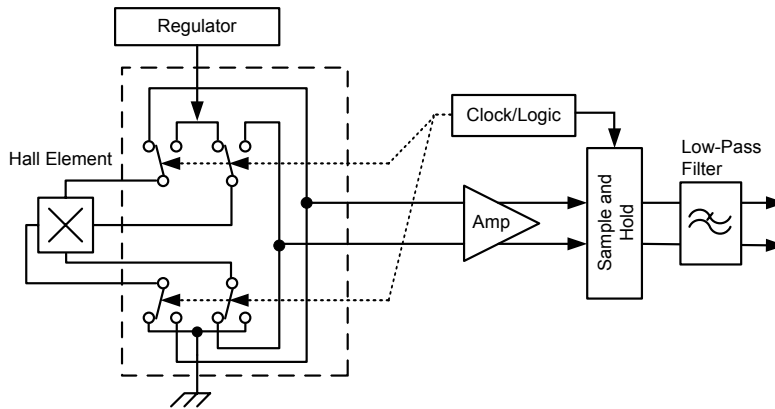 Regulator
Clock/Logic
Hall Element
Low-Pass
Filter
Amp
Sample and
Hold